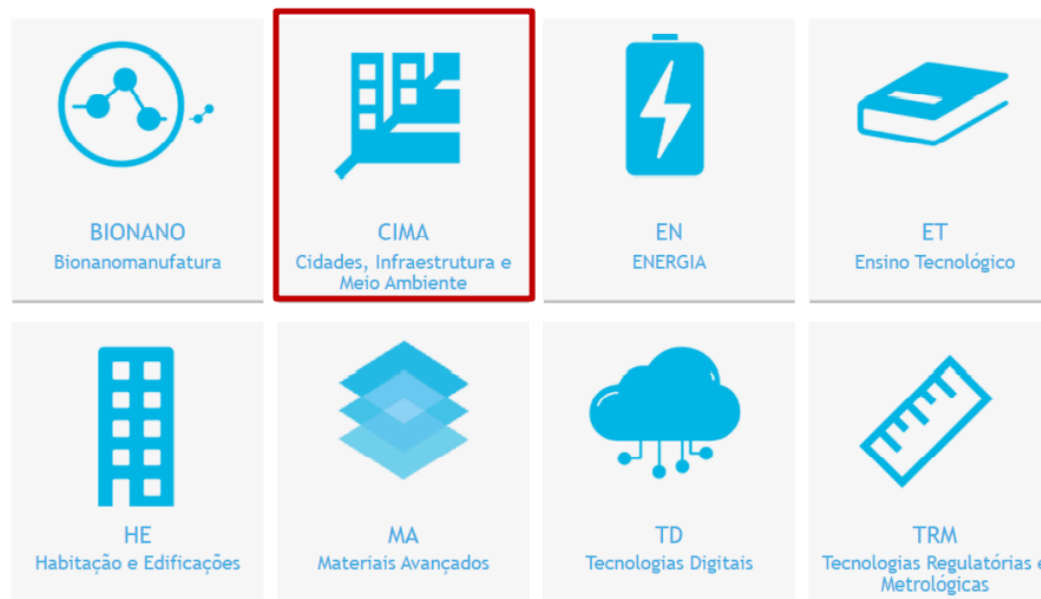 BIONANO
Bionanomanufatura
CIMA
Cidades, Infraestrutura e
Meio Ambiente
EN
ENERGIA
ET
Ensino Tecnológico
HE
Habitação e Edificações
MA
Materiais Avançados
TD
Tecnologias Digitais
TRM
Tecnologias Regulatórias e
Metrológicas